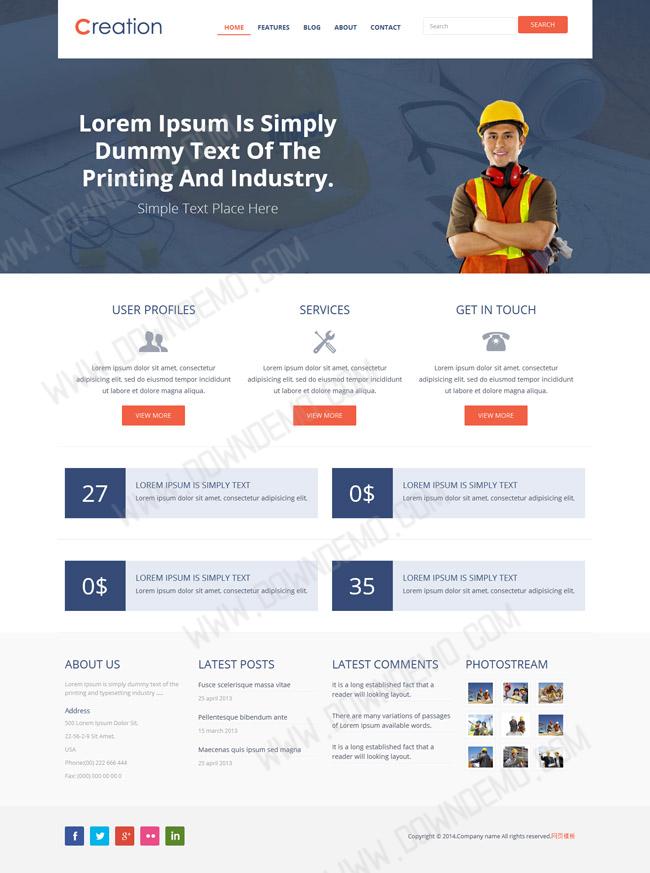 Creation
HOME FEATURES BLOG ABOUT CONTACT
Search SEARCH
Lorem Ipsum Is Simply
Dummy Text Of The
Printing And Industry.
Simple Text Place Here
USER PROFILES
Lorem ipsum dolor sit amet, consectetur
adipisicing elit, sed do eiusmod tempor incididunt
ut labore et dolore magna aliqua.
VIEW MORE
SERVICES
Lorem ipsum dolor sit amet, consectetur
adipisicing elit, sed do eiusmod tempor incididunt
ut labore et dolore magna aliqua.
VIEW MORE
GET IN TOUCH
Lorem ipsum dolor sit amet, consectetur
adipisicing elit, sed do eiusmod tempor incididunt
ut labore et dolore magna aliqua.
VIEW MORE
27
LOREM IPSUM IS SIMPLY TEXT
Lorem ipsum dolor sit amet, consectetur adipisicing elit.
0$
LOREM IPSUM IS SIMPLY TEXT
Lorem ipsum dolor sit amet, consectetur adipisicing elit.
0$
LOREM IPSUM IS SIMPLY TEXT
Lorem ipsum dolor sit amet, consectetur adipisicing elit.
35
LOREM IPSUM IS SIMPLY TEXT
Lorem ipsum dolor sit amet, consectetur adipisicing elit.
ABOUT US
Lorem Ipsum is simply dummy text of the
printing and typesetting industry .....
Address
500 Lorem Ipsum Dolor Sit,
22-56-2-9 Sit Amet,
USA
Phone:(00) 222 666 444
Fax: (000) 000 00 00 0
LATEST POSTS
Fusce scelerisque massa vitae
25 april 2013
Pellentesque bibendum ante
15 march 2013
Maecenas quis ipsum sed magna
25 april 2013
LATEST COMMENTS
It is a long established fact that a
reader will looking layout.
There are many variations of passages
of Lorem Ipsum available words.
It is a long established fact that a
reader will looking layout.
PHOTOSTREAM
f
g+
in
Copyright © 2014.Company name All rights reserved.网页模板
WWW.DOWNDEMO.COM
WWW.DOWNDEMO.COM
WWW.DOWNDEMO.COM
WWW.DOWNDEMO.COM
WWW.DOWNDEMO.COM
WWW.DOWNDEMO.COM